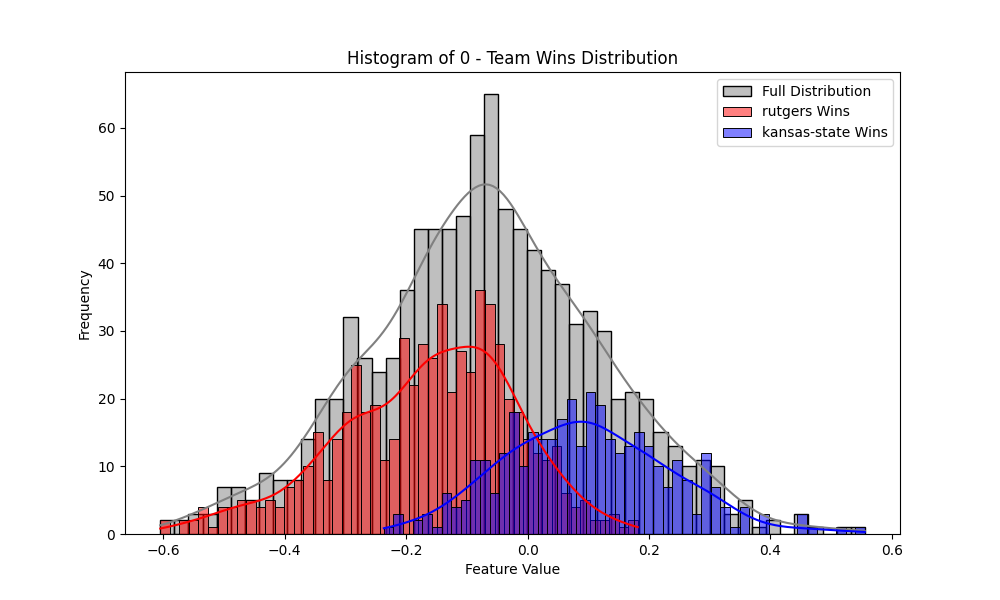 Histogram of 0 - Team Wins Distribution
Full Distribution
rutgers Wins
kansas-state Wins
Frequency
60
50
40
30
20
10
0
−0.6
−0.4
−0.2
0.0
0.2
0.4
0.6
Feature Value